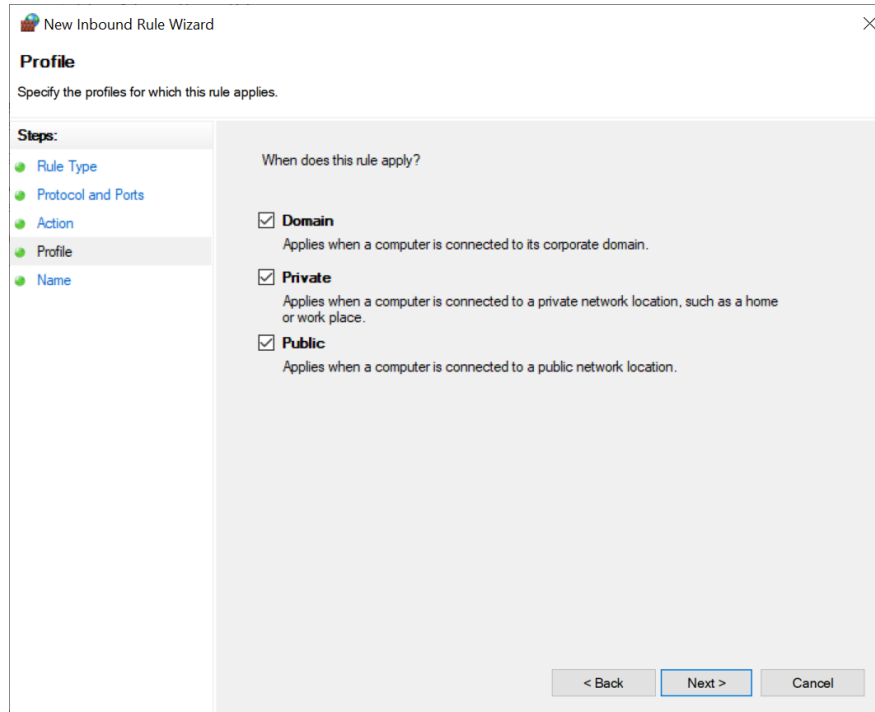 New Inbound Rule Wizard
Profile
Specify the profiles for which this rule applies.
Steps:
Rule Type
Protocol and Ports
Action
Profile
Name
When does this rule apply?
Domain
Applies when a computer is connected to its corporate domain.
Private
Applies when a computer is connected to a private network location, such as a home
or work place.
Public
Applies when a computer is connected to a public network location.
< Back
Next >
Cancel